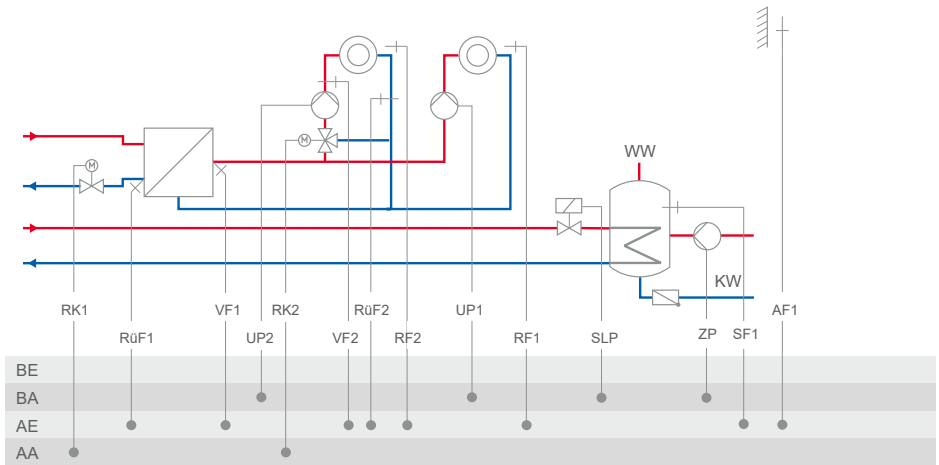 M
M
WW
KW
RK1 VF1 RK2 RüF2 UP1 AF1
RüF1 UP2 VF2 RF2 RF1 SLP ZP SF1
BE
BA
AE
AA